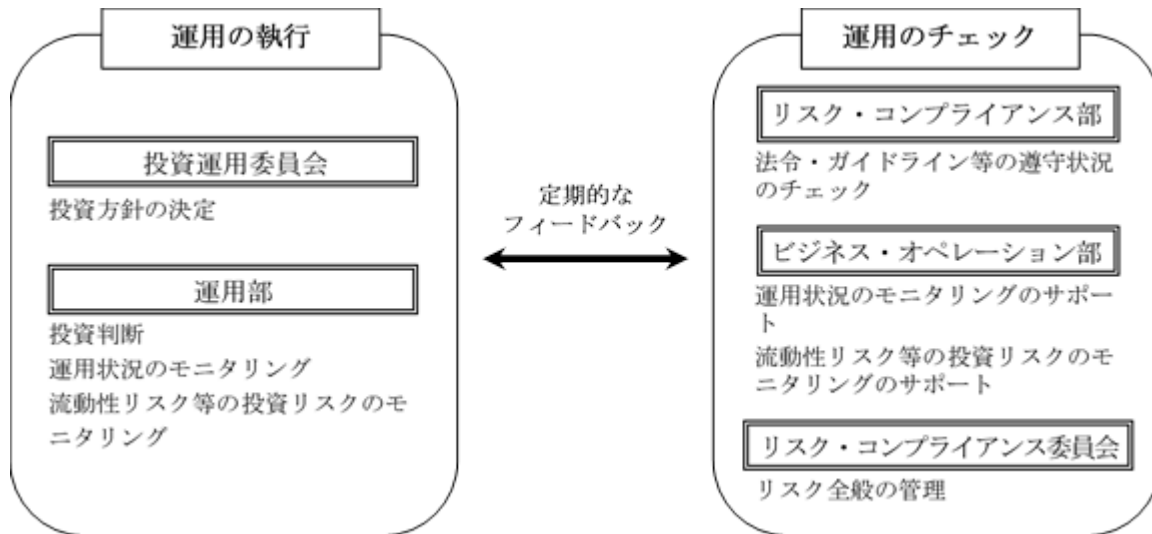 運用の執行
投資運用委員会
投資方針の決定
運用部
投資判断
運用状況のモニタリング
流動性リスク等の投資リスクのモ
ニタリング
定期的な
フィードバック
運用のチェック
リスク・コンプライアンス部
法令・ガイドライン等の遵守状況
のチェック
ビジネス・オペレーション部
運用状況のモニタリングのサポー
ト
流動性リスク等の投資リスクのモ
ニタリングのサポート
リスク・コンプライアンス委員会
リスク全般の管理